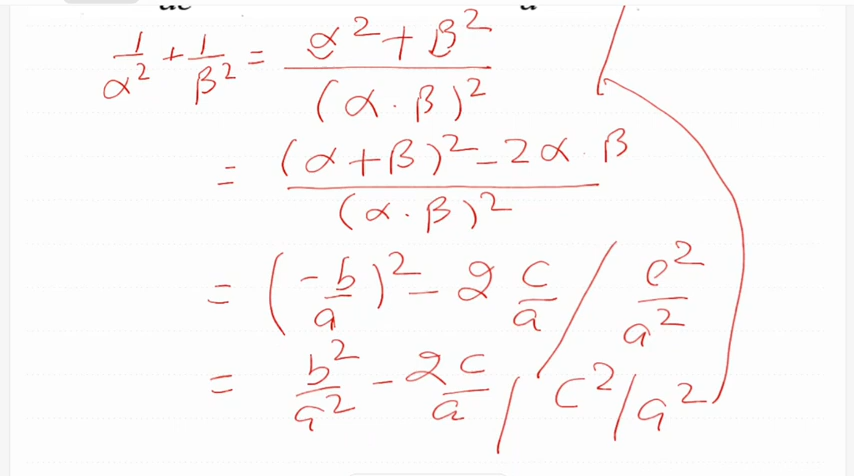 1/α² + 1/β² = (α² + β²)/(α · β)²
= ((α + β)² - 2α · β)/(α · β)²
= (-b/a)² - 2 c/a / c²/a²
= b²/a² - 2c/a / c²/a²